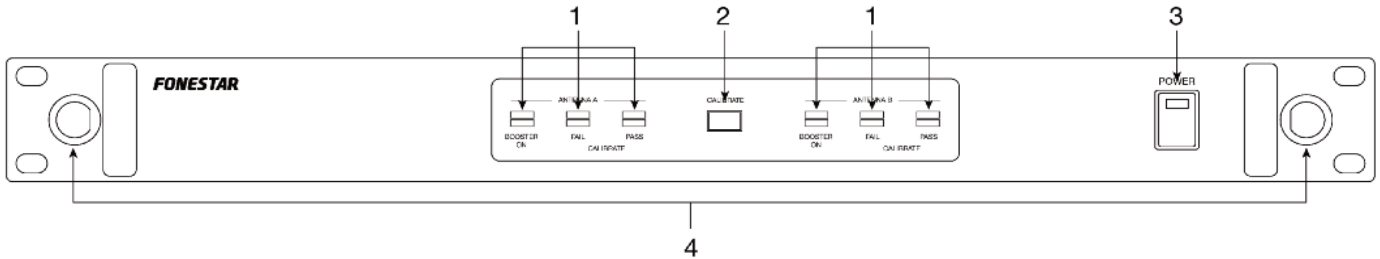 1 2 1 3
FONESTAR
POWER
ANTENNA A CALIBRATE ANTENNA B
BOOSTER ON FAIL PASS BOOSTER ON FAIL PASS
CALIBRATE CALIBRATE
4